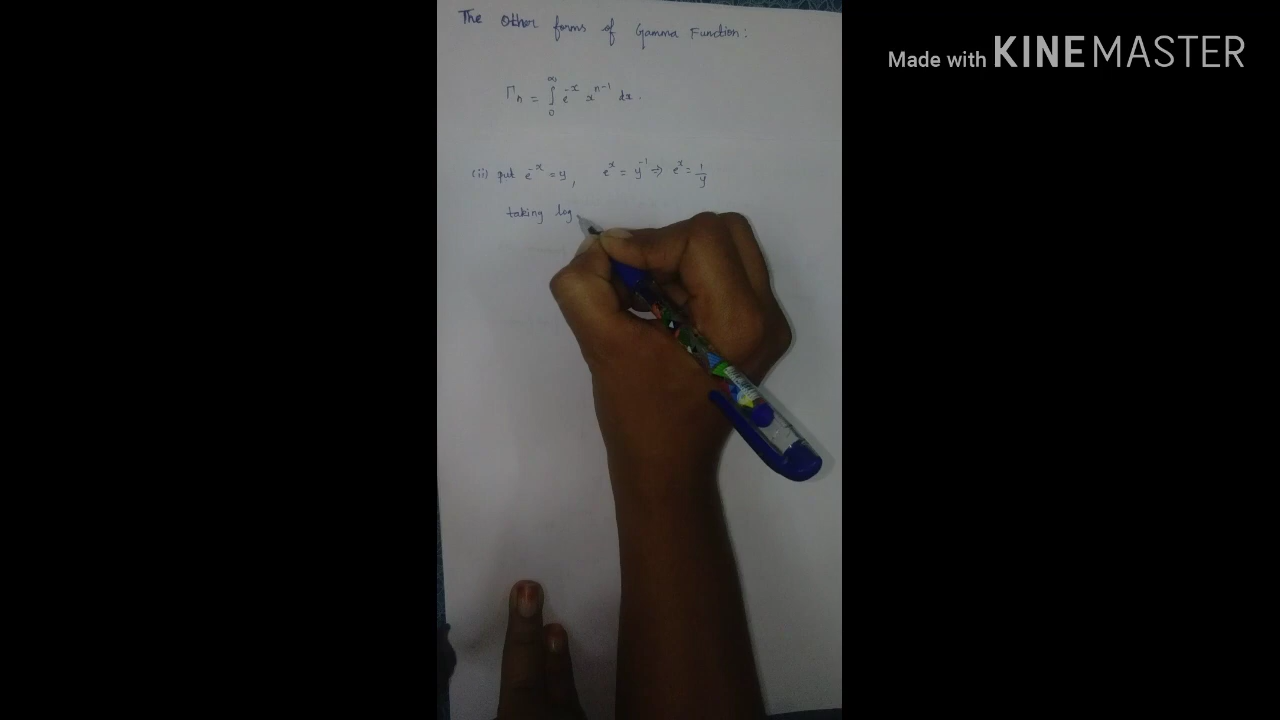 The Other forms of Gamma Function:
Made with KINEMASTER
Γn = ∫₀^∞ e^-x x^n-1 dx.
(ii) put e^-x = y, e^x = y^-1 ⇒ e^x = 1/y
taking log